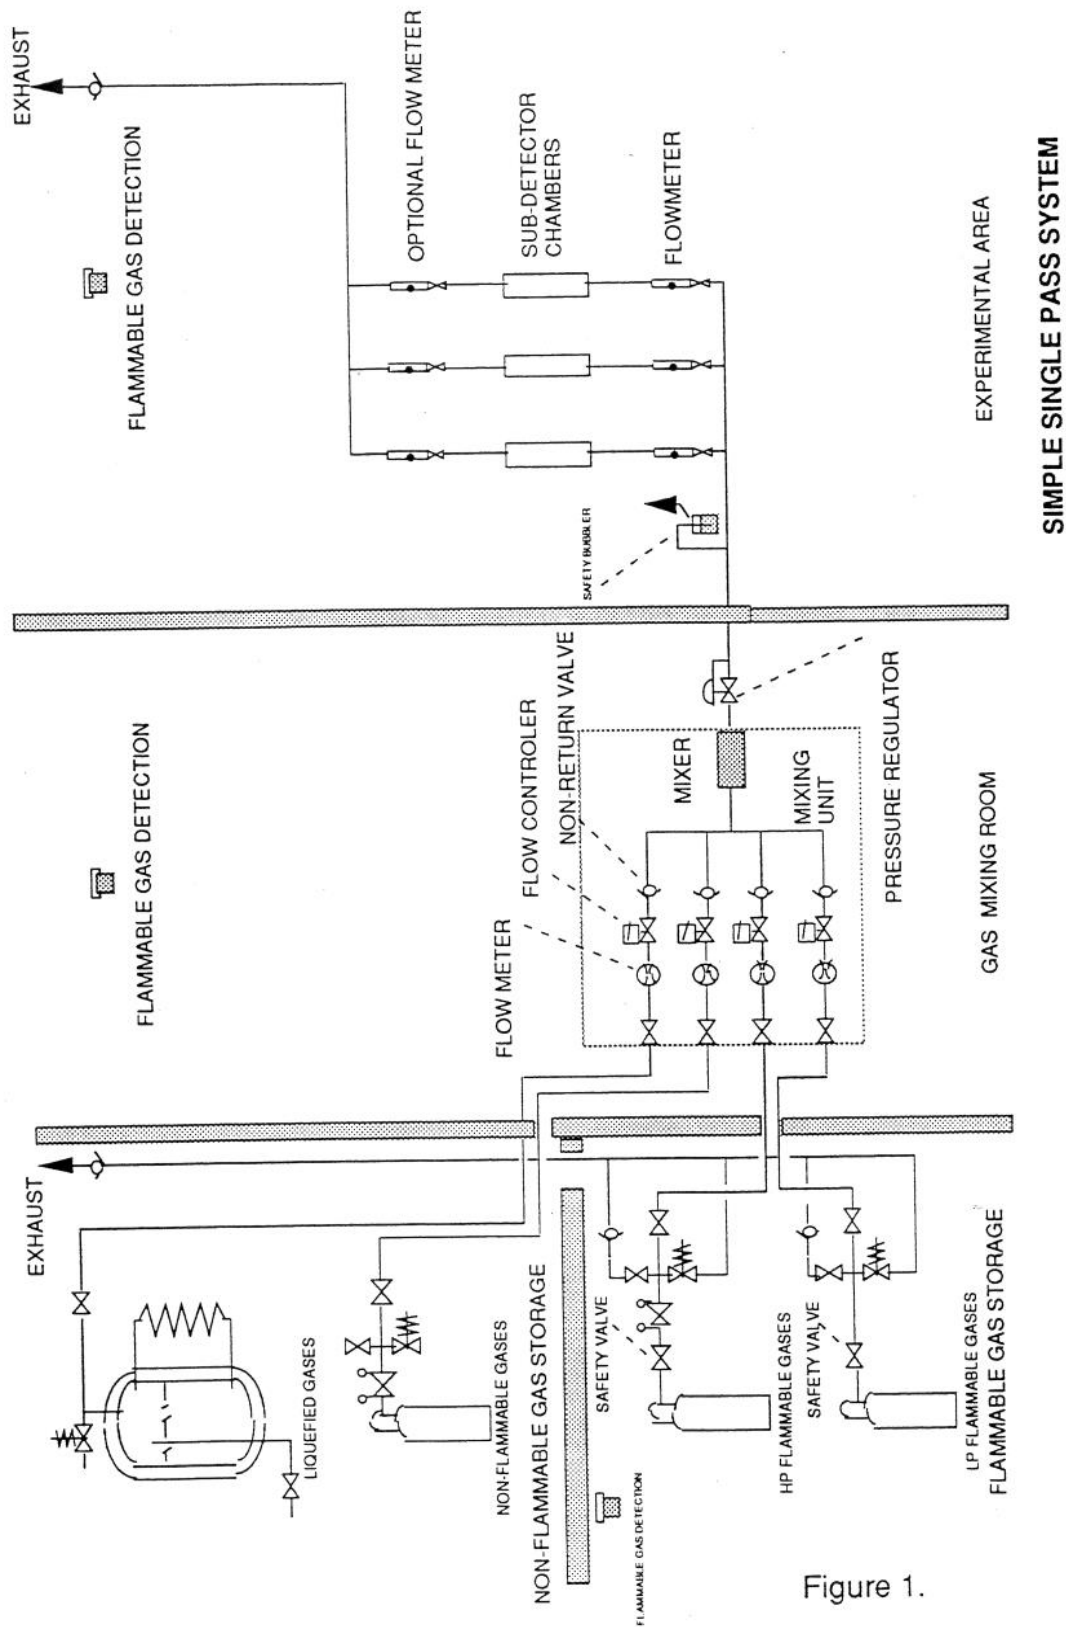 EXHAUST
FLAMMABLE GAS DETECTION
OPTIONAL FLOW METER
SUB-DETECTOR
CHAMBERS
FLOWMETER
EXPERIMENTAL AREA
SIMPLE SINGLE PASS SYSTEM
SAFETY BUBBLER
FLAMMABLE GAS DETECTION
FLOW METER
FLOW CONTROLER
NON-RETURN VALVE
MIXER
MIXING
UNIT
PRESSURE REGULATOR
GAS MIXING ROOM
EXHAUST
LIQUEFIED GASES
NON-FLAMMABLE GASES
NON-FLAMMABLE GAS STORAGE
SAFETY VALVE
FLAMMABLE GAS DETECTION
HP FLAMMABLE GASES
SAFETY VALVE
LP FLAMMABLE GASES
FLAMMABLE GAS STORAGE
Figure 1.